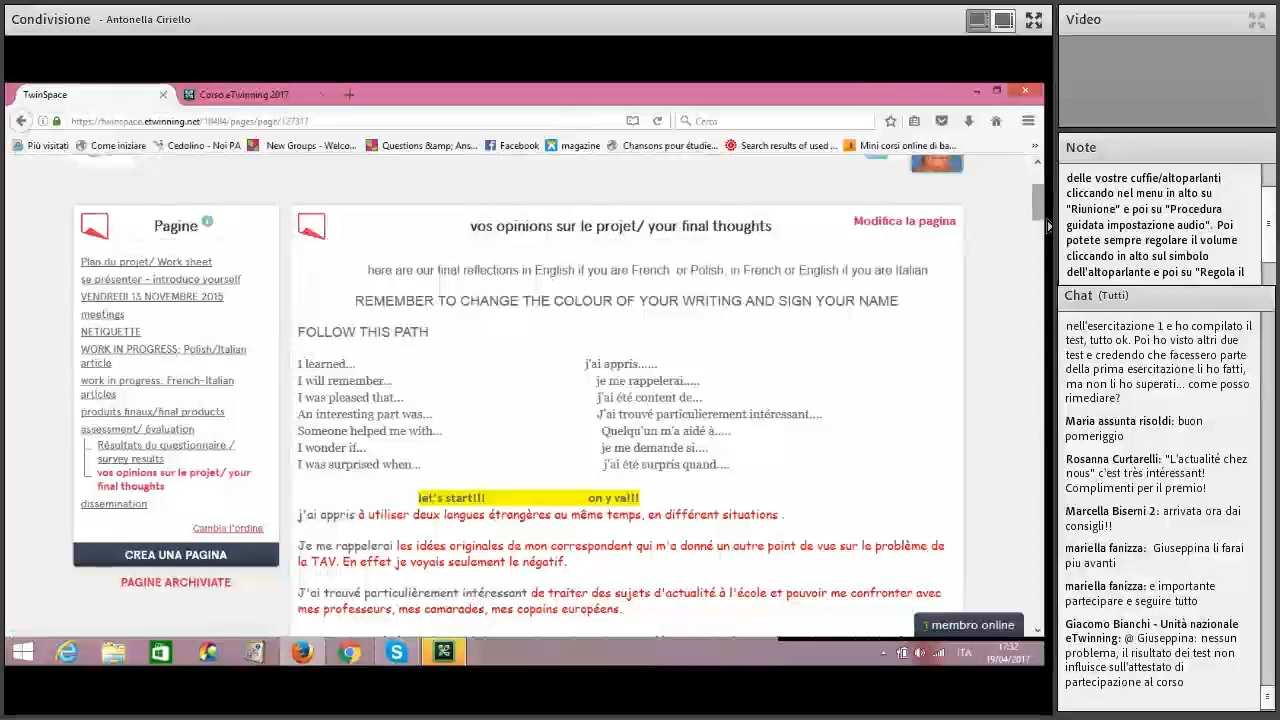 Condivisione - Antonella Ciriello
TwinSpace
Corso eTwinning 2017
https://twinspace.etwinning.net/10484/pages/page/127317
Cerca
Più visitati
Come iniziare
Cedolino - Noi PA
New Groups - Welco...
Questions &amp; Ans...
Facebook
magazine
Chansons pour étudie...
Search results of used ...
Mini corsi online di ba...
Pagine
Plan du projet/ Work sheet
se présenter - introduce yourself
VENDREDI 13 NOVEMBRE 2015
meetings
NETIQUETTE
WORK IN PROGRESS: Polish/Italian
article
work in progress. French-Italian
articles
produits finaux/final products
assessment/ évaluation
Résultats du questionnaire /
survey results
vos opinions sur le projet/ your
final thoughts
dissemination
Cambia l'ordine
CREA UNA PAGINA
PAGINE ARCHIVIATE
vos opinions sur le projet/ your final thoughts
Modifica la pagina
here are our final reflections in English if you are French or Polish, in French or English if you are Italian
REMEMBER TO CHANGE THE COLOUR OF YOUR WRITING AND SIGN YOUR NAME
FOLLOW THIS PATH
I learned... j'ai appris......
I will remember... je me rappelerai.....
I was pleased that... j'ai été content de...
An interesting part was... J'ai trouvé particulierement intéressant....
Someone helped me with... Quelqu'un m'a aidé à.....
I wonder if... je me demande si....
I was surprised when... j'ai été surpris quand....
let's start!!! on y va!!!
j'ai appris à utiliser deux langues étrangères au même temps, en différent situations .
Je me rappelerai les idées originales de mon correspondent qui m'a donné un autre point de vue sur le problème de
la TAV. En effet je voyais seulement le négatif.
J'ai trouvé particulièrement intéressant de traiter des sujets d'actualité à l'école et pouvoir me confronter avec
mes professeurs, mes camarades, mes copains européens.
1 membro online
ITA
17:32
19/04/2017
Video
Note
delle vostre cuffie/altoparlanti
cliccando nel menu in alto su
"Riunione" e poi su "Procedura
guidata impostazione audio". Poi
potete sempre regolare il volume
cliccando in alto sul simbolo
dell'altoparlante e poi su "Regola il
Chat (Tutti)
nell'esercitazione 1 e ho compilato il
test, tutto ok. Poi ho visto altri due
test e credendo che facessero parte
della prima esercitazione li ho fatti,
ma non li ho superati... come posso
rimediare?
Maria assunta risoldi: buon
pomeriggio
Rosanna Curtarelli: "L'actualité chez
nous" c'est très intéressant!
Complimenti per il premio!
Marcella Biserni 2: arrivata ora dai
consigli!!
mariella fanizza: Giuseppina li farai
piu avanti
mariella fanizza: e importante
partecipare e seguire tutto
Giacomo Bianchi - Unità nazionale
eTwinning: @ Giuseppina: nessun
problema, il risultato dei test non
influisce sull'attestato di
partecipazione al corso